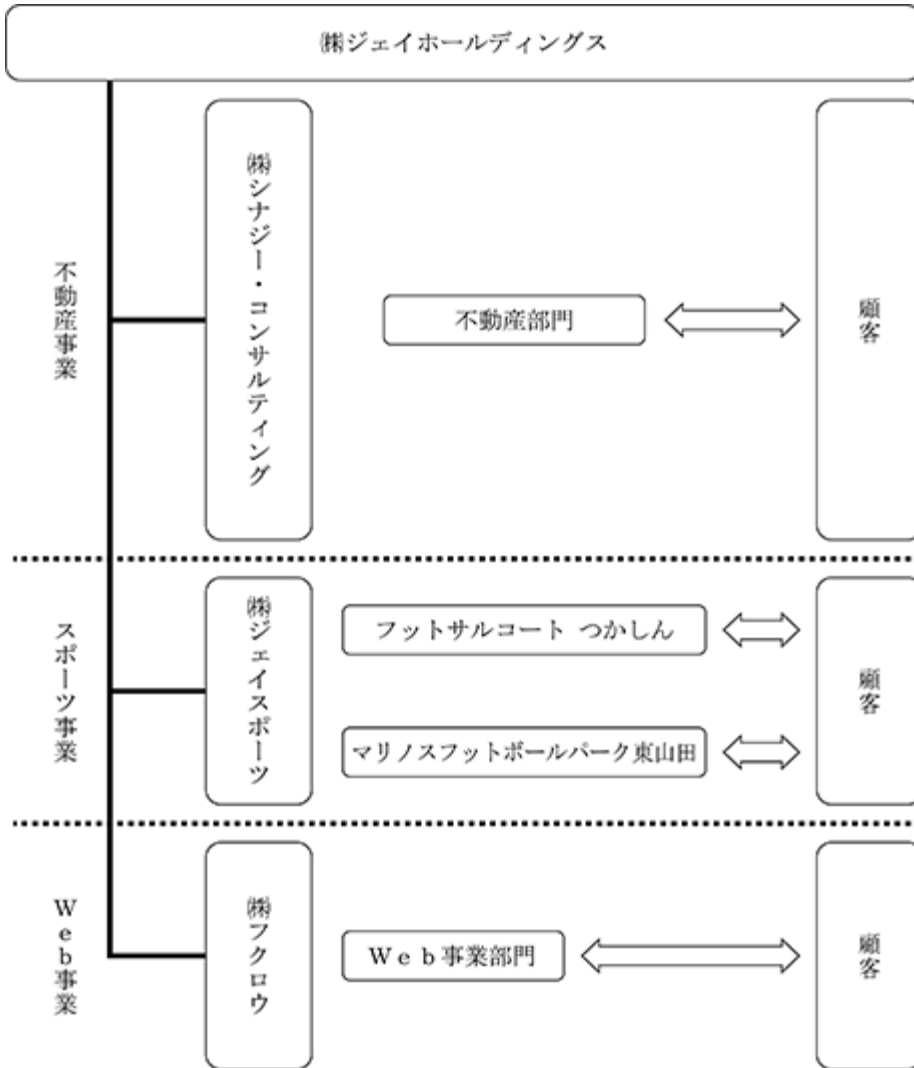 ㈱ジェイホールディングス
不動産事業
㈱シナジー・コンサルティング
不動産部門
顧客
スポーツ事業
㈱ジェイスポーツ
フットサルコート つかしん
マリノスフットボールパーク東山田
顧客
Web事業
㈱フクロウ
Web事業部門
顧客